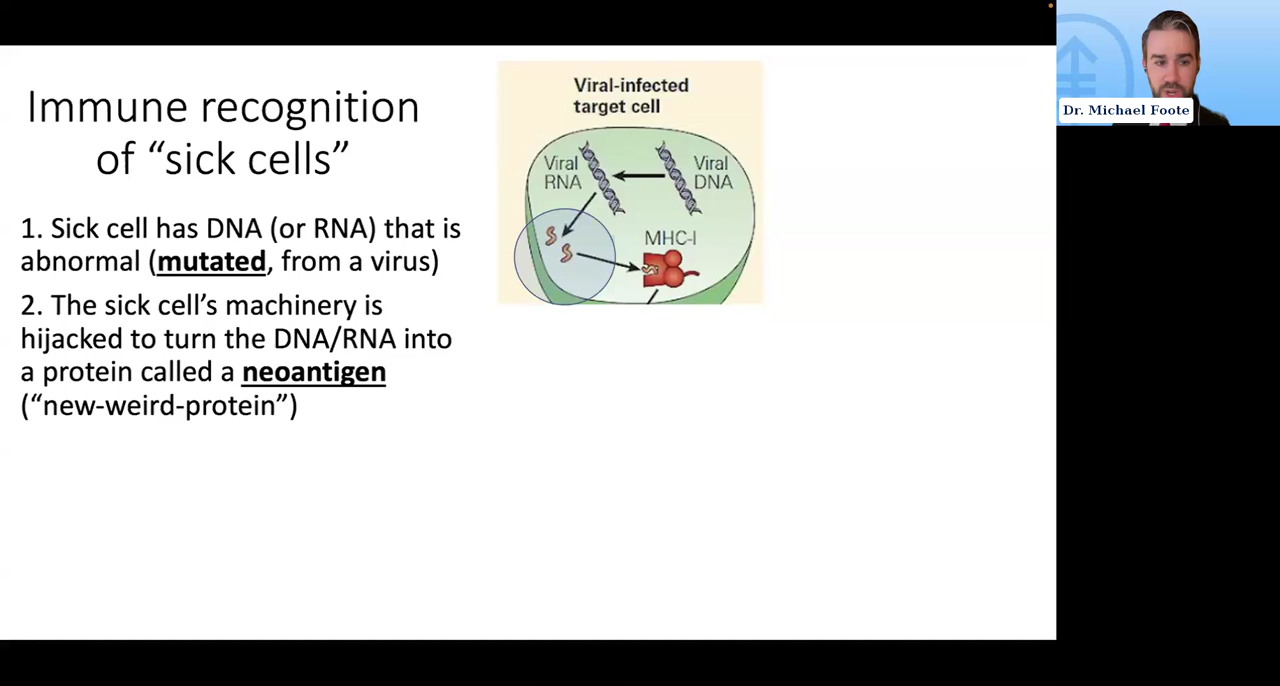 Immune recognition
of “sick cells”
1. Sick cell has DNA (or RNA) that is
abnormal (mutated, from a virus)
2. The sick cell’s machinery is
hijacked to turn the DNA/RNA into
a protein called a neoantigen
(“new-weird-protein”)
Viral-infected
target cell
Viral
RNA
Viral
DNA
MHC-I
Dr. Michael Foote